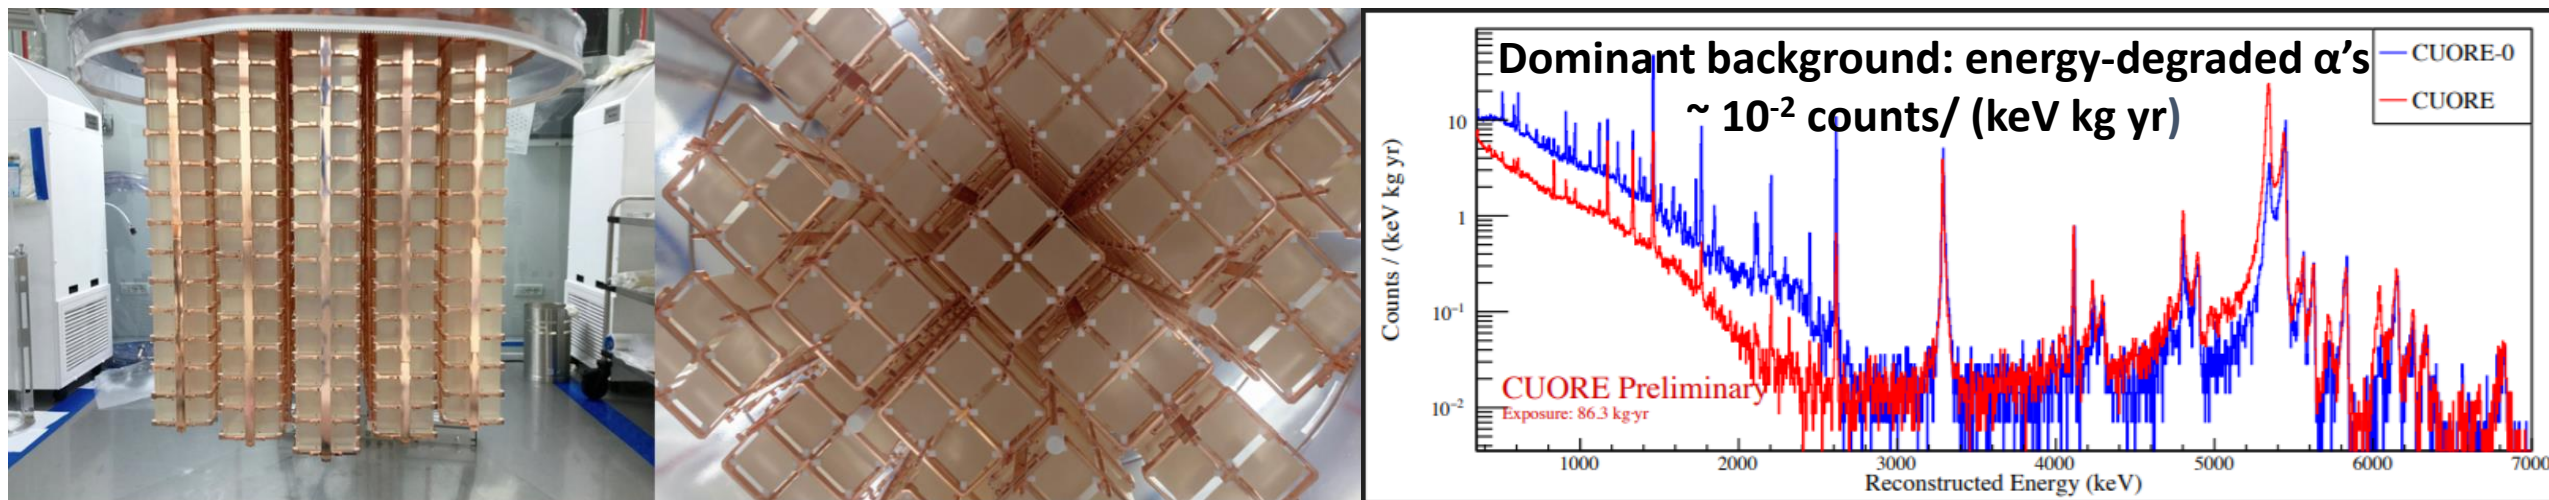 Dominant background: energy-degraded α's
~ 10⁻² counts/ (keV kg yr)
CUORE-0
CUORE
Counts / (keV kg yr)
10
1
10⁻¹
10⁻²
CUORE Preliminary
Exposure: 86.3 kg·yr
1000 2000 3000 4000 5000 6000 7000
Reconstructed Energy (keV)